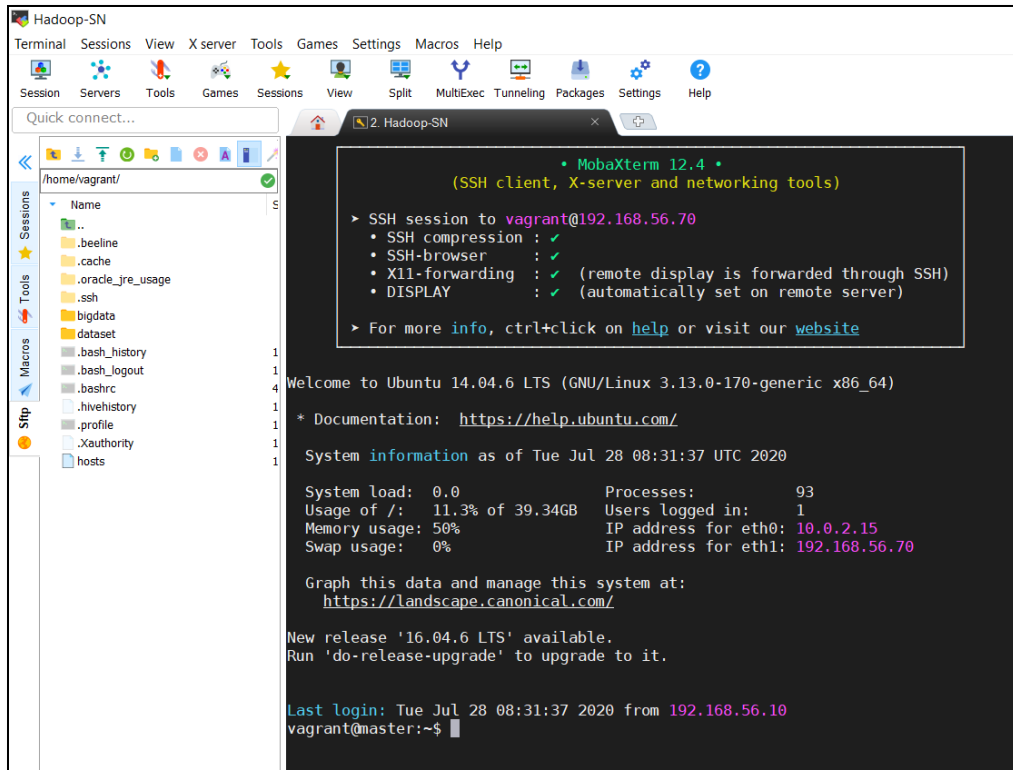 Hadoop-SN
Terminal Sessions View X server Tools Games Settings Macros Help
Session Servers Tools Games Sessions View Split MultiExec Tunneling Packages Settings Help
Quick connect...
2. Hadoop-SN
/home/vagrant/
Name S
..
.beeline
.cache
.oracle_jre_usage
.ssh
bigdata
dataset
.bash_history 1
.bash_logout 1
.bashrc 4
.hivehistory 1
.profile 1
.Xauthority 1
hosts 1
Sessions
Tools
Macros
Sftp
• MobaXterm 12.4 •
(SSH client, X-server and networking tools)
➤ SSH session to vagrant@192.168.56.70
• SSH compression : ✔
• SSH-browser : ✔
• X11-forwarding : ✔ (remote display is forwarded through SSH)
• DISPLAY : ✔ (automatically set on remote server)
➤ For more info, ctrl+click on help or visit our website
Welcome to Ubuntu 14.04.6 LTS (GNU/Linux 3.13.0-170-generic x86_64)
* Documentation: https://help.ubuntu.com/
System information as of Tue Jul 28 08:31:37 UTC 2020
System load: 0.0 Processes: 93
Usage of /: 11.3% of 39.34GB Users logged in: 1
Memory usage: 50% IP address for eth0: 10.0.2.15
Swap usage: 0% IP address for eth1: 192.168.56.70
Graph this data and manage this system at:
https://landscape.canonical.com/
New release '16.04.6 LTS' available.
Run 'do-release-upgrade' to upgrade to it.
Last login: Tue Jul 28 08:31:37 2020 from 192.168.56.10
vagrant@master:~$